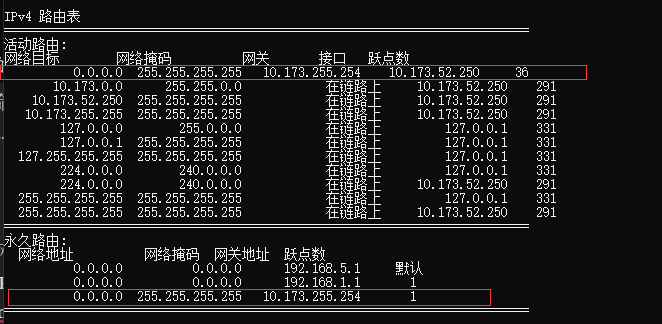 IPv4 路由表
活动路由:
网络目标 网络掩码 网关 接口 跃点数
0.0.0.0 255.255.255.255 10.173.255.254 10.173.52.250 36
10.173.0.0 255.255.0.0 在链路上 10.173.52.250 291
10.173.52.250 255.255.255.255 在链路上 10.173.52.250 291
10.173.255.255 255.255.255.255 在链路上 10.173.52.250 291
127.0.0.0 255.0.0.0 在链路上 127.0.0.1 331
127.0.0.1 255.255.255.255 在链路上 127.0.0.1 331
127.255.255.255 255.255.255.255 在链路上 127.0.0.1 331
224.0.0.0 240.0.0.0 在链路上 127.0.0.1 331
224.0.0.0 240.0.0.0 在链路上 10.173.52.250 291
255.255.255.255 255.255.255.255 在链路上 127.0.0.1 331
255.255.255.255 255.255.255.255 在链路上 10.173.52.250 291
永久路由:
网络地址 网络掩码 网关地址 跃点数
0.0.0.0 0.0.0.0 192.168.5.1 默认
0.0.0.0 0.0.0.0 192.168.1.1 1
0.0.0.0 255.255.255.255 10.173.255.254 1